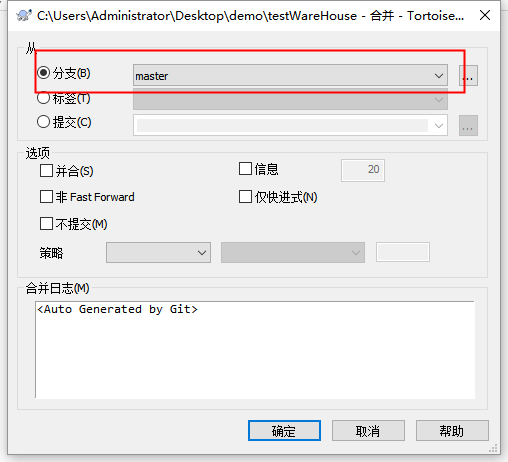 C:\Users\Administrator\Desktop\demo\testWareHouse - 合并 - Tortoise...
从
分支(B) master ...
标签(T)
提交(C) ...
选项
并合(S) 信息 20
非 Fast Forward 仅快进式(N)
不提交(M)
策略
合并日志(M)
<Auto Generated by Git>
确定 取消 帮助